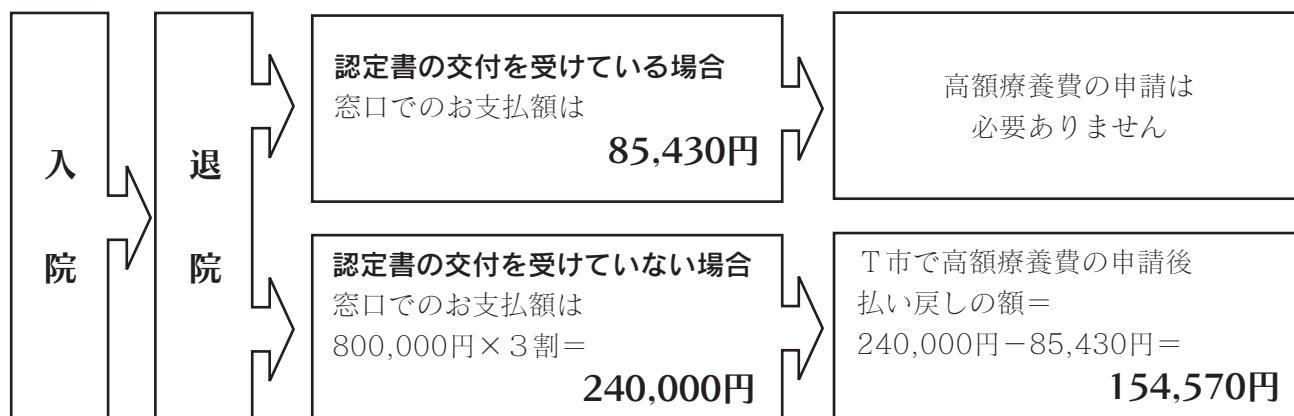 入院
退院
認定書の交付を受けている場合
窓口でのお支払額は
85,430円
高額療養費の申請は
必要ありません
認定書の交付を受けていない場合
窓口でのお支払額は
800,000円×3割＝
240,000円
T市で高額療養費の申請後
払い戻しの額＝
240,000円−85,430円＝
154,570円